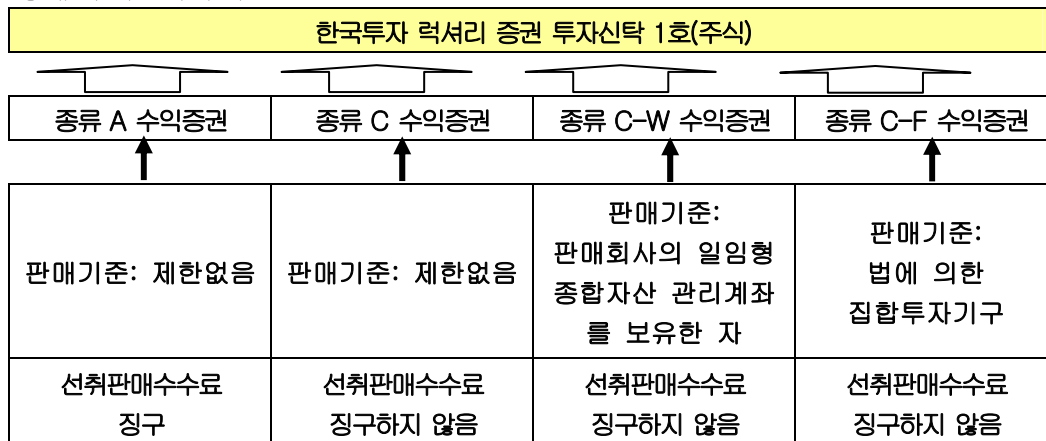 한국투자 럭셔리 증권 투자신탁 1호(주식)
종류 A 수익증권
종류 C 수익증권
종류 C-W 수익증권
종류 C-F 수익증권
판매기준: 제한없음
판매기준: 제한없음
판매기준:
판매회사의 일임형
종합자산 관리계좌
를 보유한 자
판매기준:
법에 의한
집합투자기구
선취판매수수료
징구
선취판매수수료
징구하지 않음
선취판매수수료
징구하지 않음
선취판매수수료
징구하지 않음